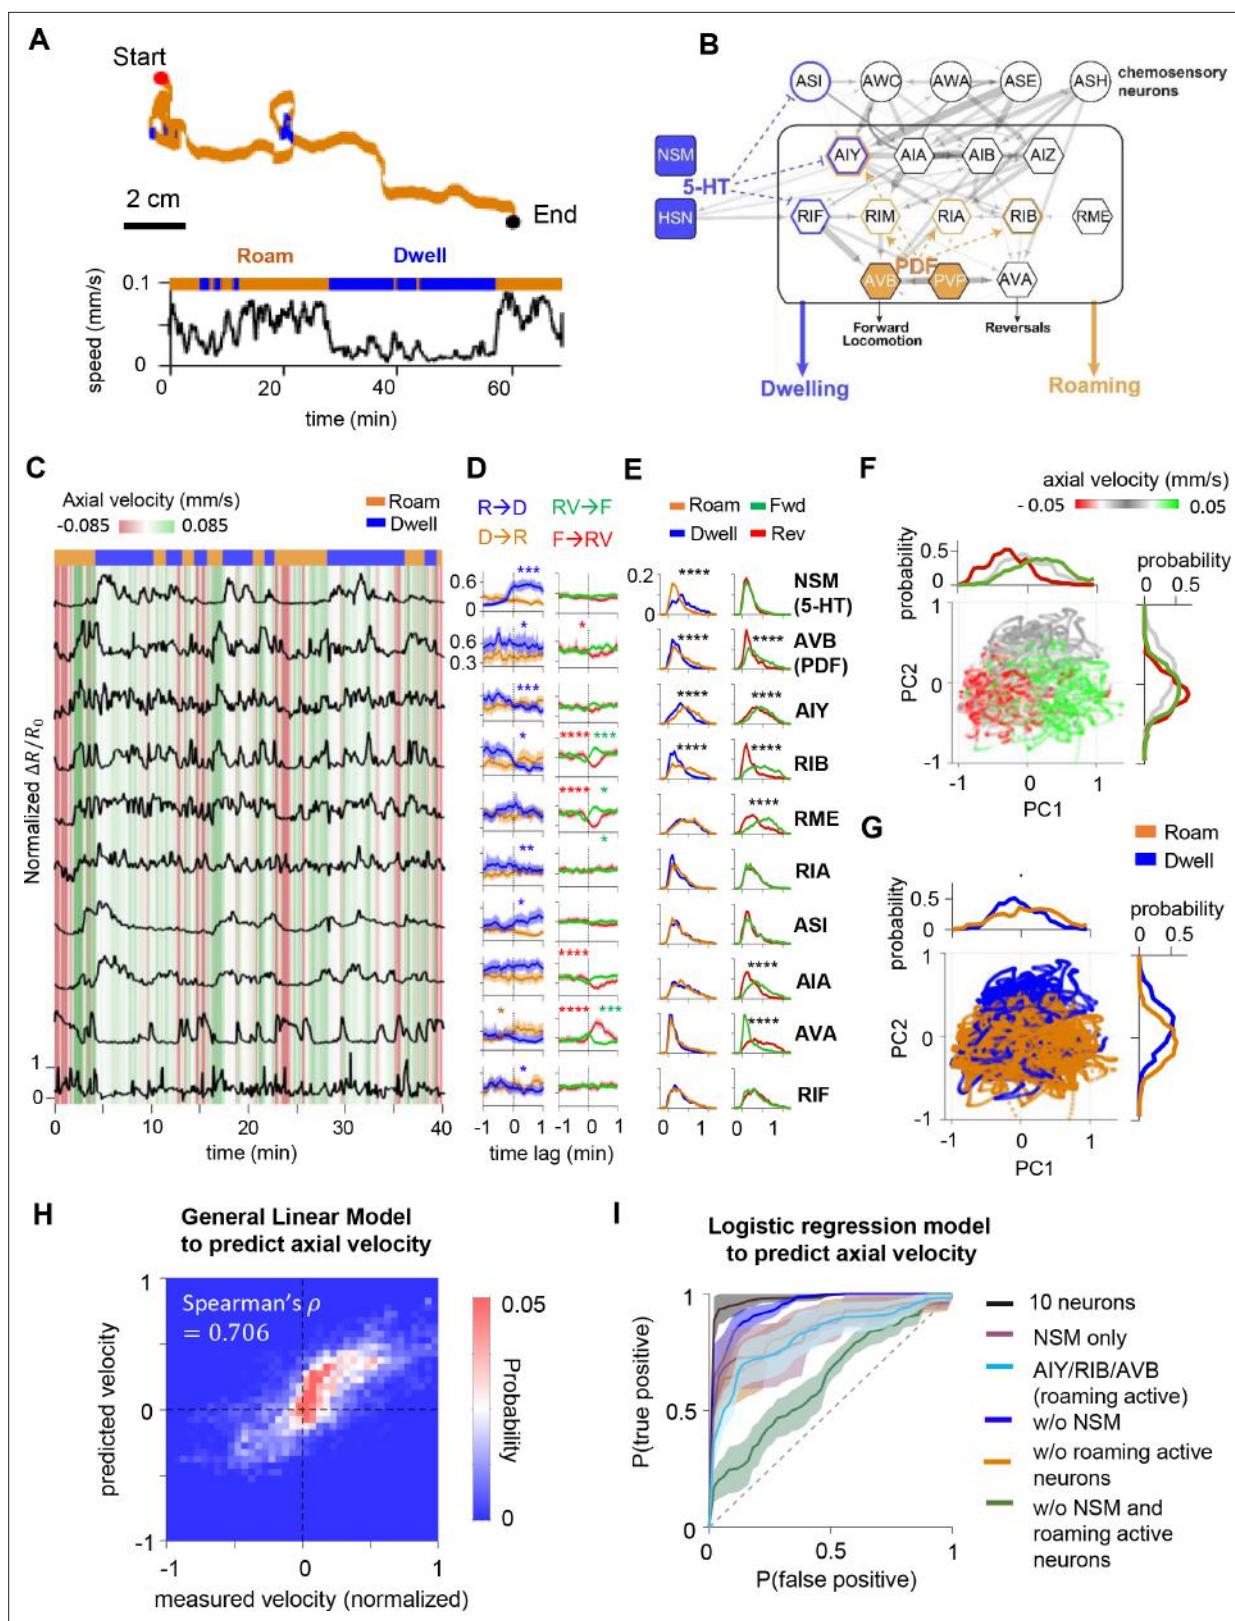 A
Start
2 cm
End
Roam
Dwell
0.1
0
speed (mm/s)
0
20
40
60
time (min)
B
ASI
AWC
AWA
ASE
ASH
chemosensory
neurons
NSM
AIY
AIA
AIB
AIZ
5-HT
HSN
RIF
RIM
RIA
RIB
RME
PDF
AVB
PVP
AVA
Forward
Locomotion
Reversals
Dwelling
Roaming
C
Axial velocity (mm/s)
-0.085
0.085
Roam
Dwell
Normalized ΔR/R0
1
0
0
10
20
30
40
time (min)
D
R→D
RV→F
D→R
F→RV
0.6
0
***
0.6
0.3
*
*
***
*
****
***
****
*
**
*
*
****
*
****
***
*
-1
0
1
-1
0
1
time lag (min)
E
Roam
Fwd
Dwell
Rev
0.2
0
****
NSM
(5-HT)
****
****
AVB
(PDF)
****
****
AIY
****
****
RIB
****
RME
RIA
ASI
****
AIA
****
AVA
RIF
0
1
0
1
F
axial velocity (mm/s)
- 0.05
0.05
probability
0.5
0
probability
0
0.5
1
PC2
0
-1
-1
0
1
PC1
G
Roam
Dwell
probability
0.5
0
probability
0
0.5
1
PC2
0
-1
-1
0
1
PC1
H
General Linear Model
to predict axial velocity
Spearman's ρ
= 0.706
1
0
-1
predicted velocity
-1
0
1
measured velocity (normalized)
0.05
0
Probability
I
Logistic regression model
to predict axial velocity
1
0.5
0
P(true positive)
0
0.5
1
P(false positive)
10 neurons
NSM only
AIY/RIB/AVB
(roaming active)
w/o NSM
w/o roaming active
neurons
w/o NSM and
roaming active
neurons